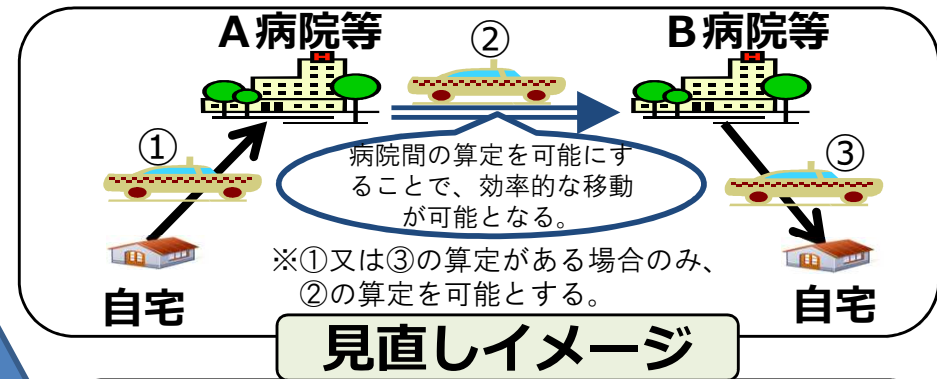 A病院等
②
B病院等
①
病院間の算定を可能にす
ることで、効率的な移動
が可能となる。
③
※①又は③の算定がある場合のみ、
②の算定を可能とする。
自宅
自宅
見直しイメージ